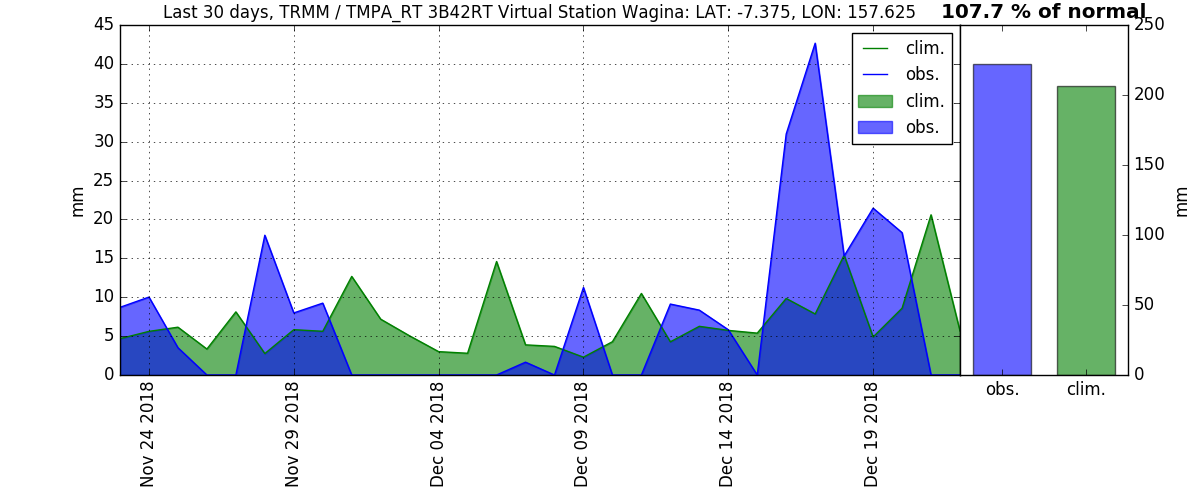 Last 30 days, TRMM / TMPA_RT 3B42RT Virtual Station Wagina: LAT: -7.375, LON: 157.625
107.7 % of normal
45
40
35
30
25
20
15
10
5
0
mm
clim.
obs.
clim.
obs.
Nov 24 2018
Nov 29 2018
Dec 04 2018
Dec 09 2018
Dec 14 2018
Dec 19 2018
250
200
150
100
50
0
mm
obs.
clim.